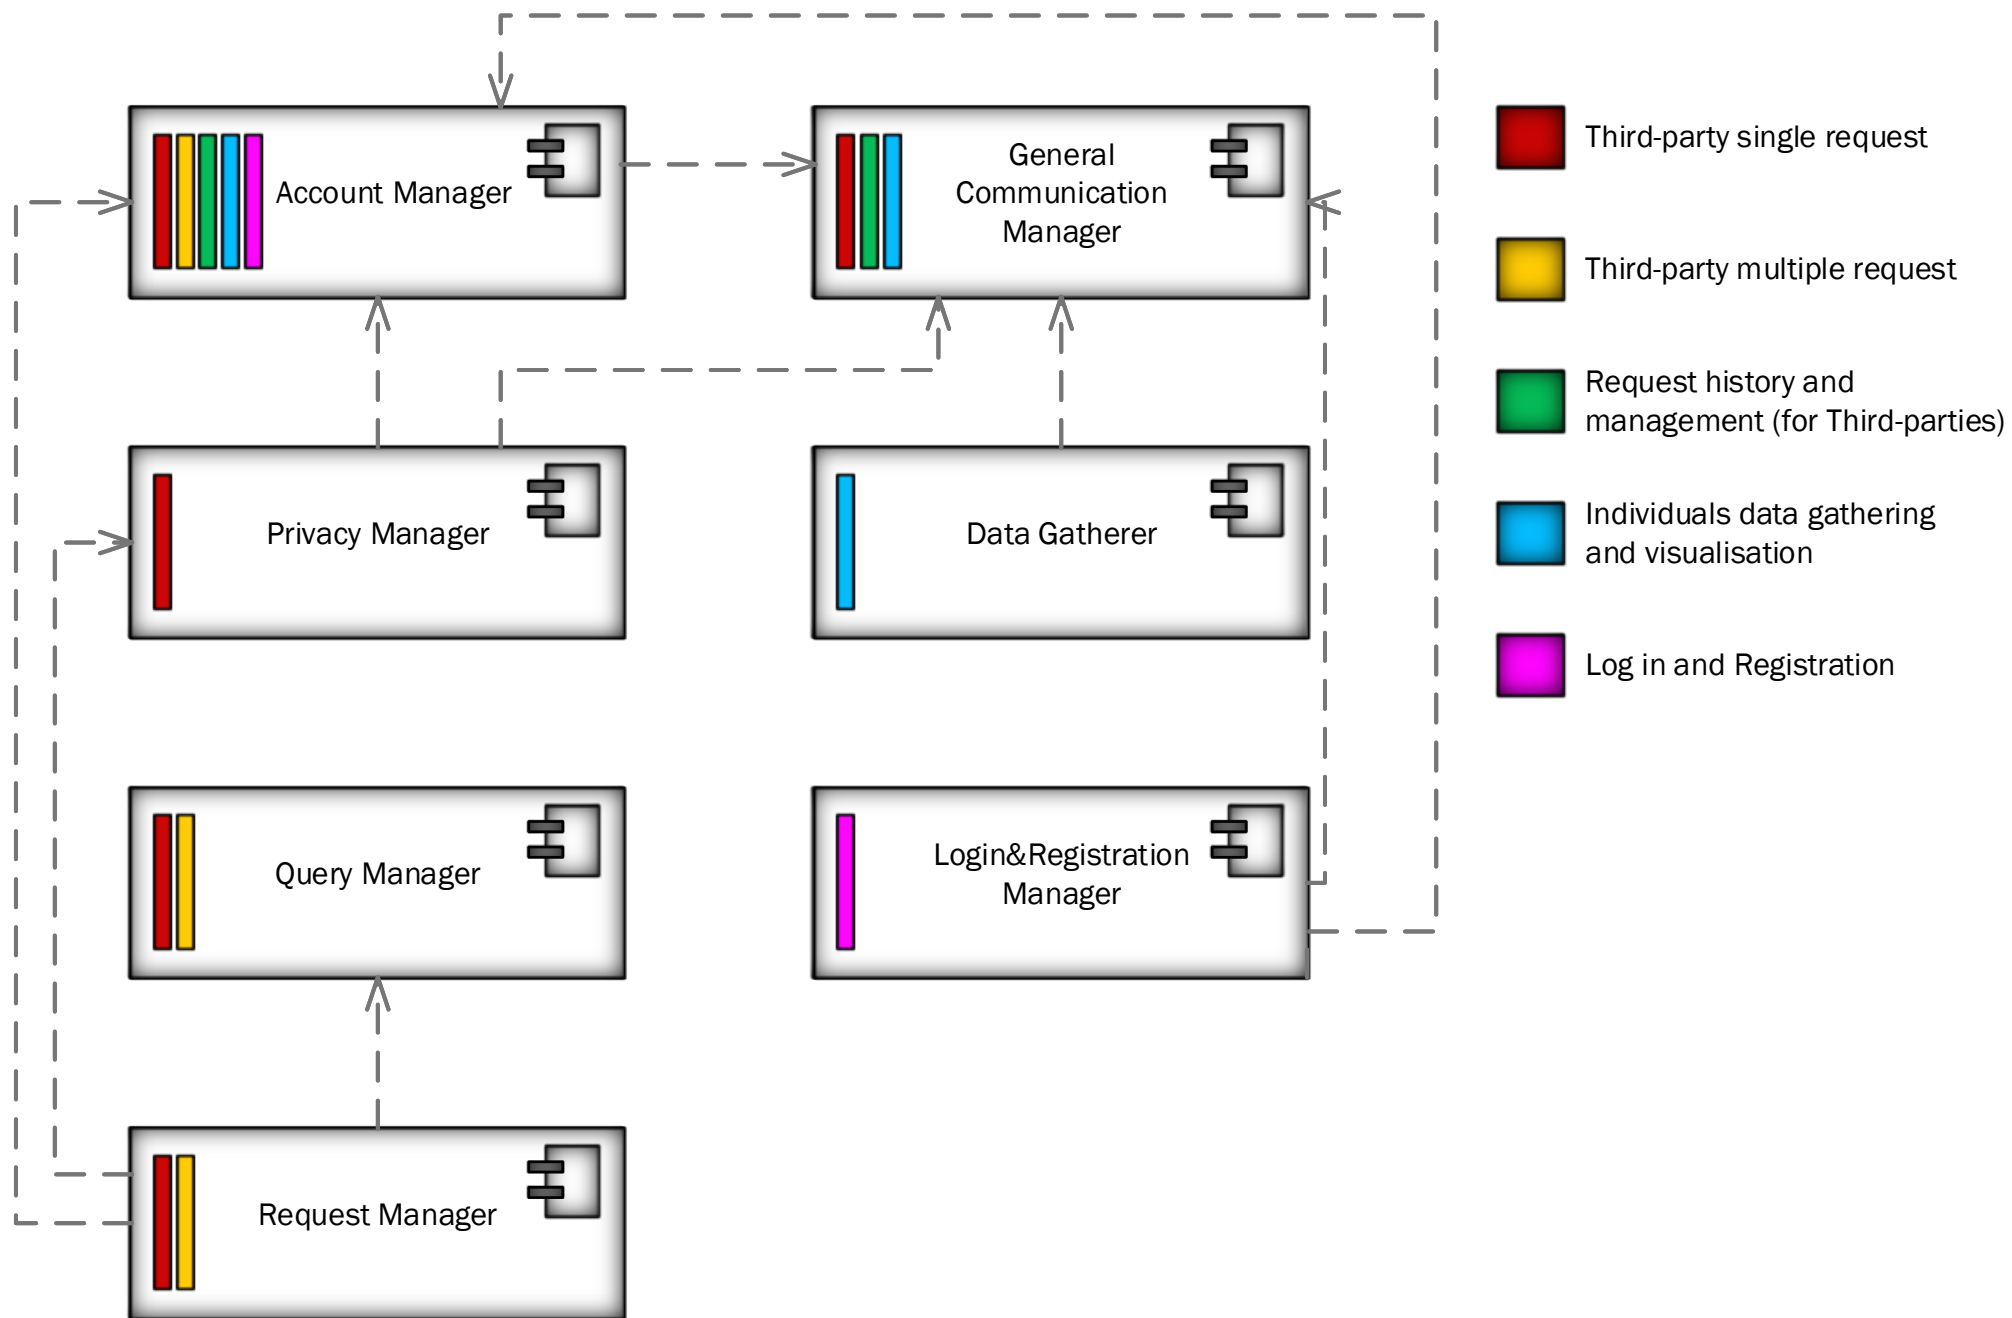 Account Manager
General
Communication
Manager
Privacy Manager
Data Gatherer
Query Manager
Login&Registration
Manager
Request Manager
Third-party single request
Third-party multiple request
Request history and
management (for Third-parties)
Individuals data gathering
and visualisation
Log in and Registration